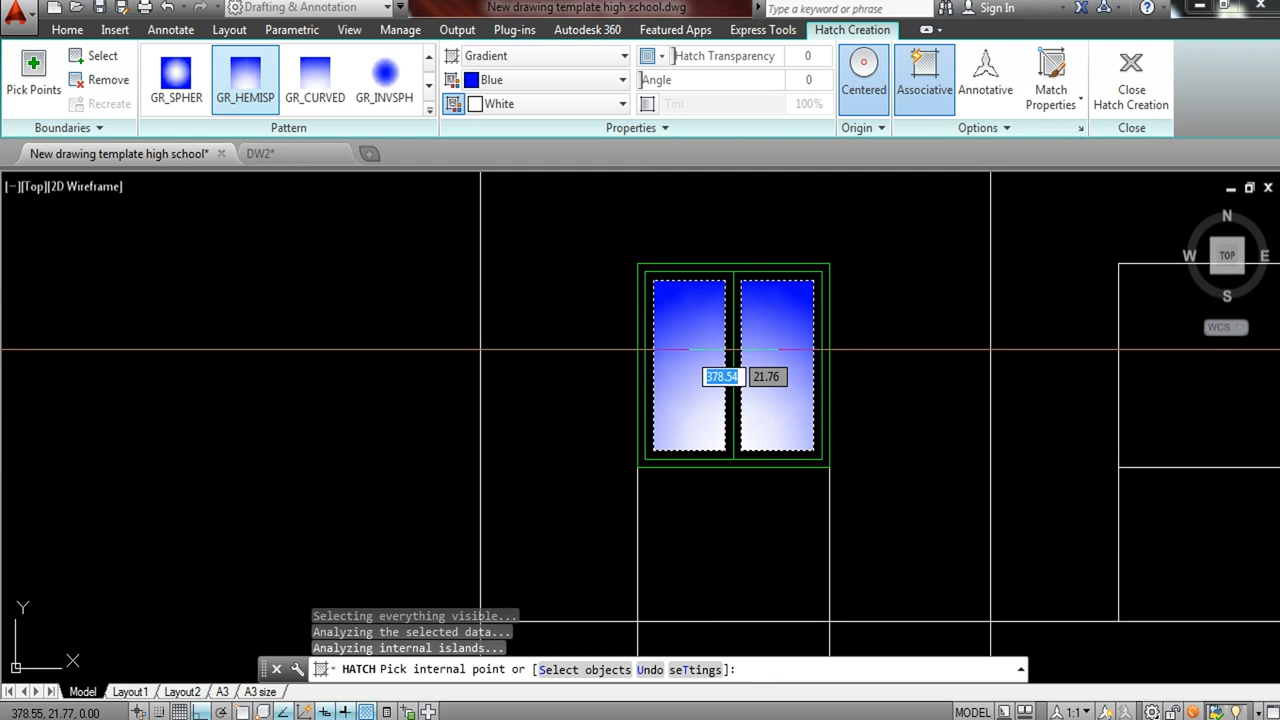 Drafting & Annotation
New drawing template high school.dwg
Type a keyword or phrase
Sign In
Home Insert Annotate Layout Parametric View Manage Output Plug-ins Autodesk 360 Featured Apps Express Tools Hatch Creation
Pick Points
Select
Remove
Recreate
Boundaries
GR_SPHER GR_HEMISP GR_CURVED GR_INVSPH
Pattern
Gradient
Blue
White
Hatch Transparency 0
Angle 0
Tint 100%
Properties
Centered
Origin
Associative
Annotative
Match
Properties
Options
Close
Hatch Creation
Close
New drawing template high school*
DW2*
[−][Top][2D Wireframe]
N
W TOP E
S
WCS
378.54 21.76
Y
X
Selecting everything visible...
Analyzing the selected data...
Analyzing internal islands...
HATCH Pick internal point or [Select objects Undo seTtings]:
Model Layout1 Layout2 A3 A3 size
378.55, 21.77, 0.00
MODEL
1:1